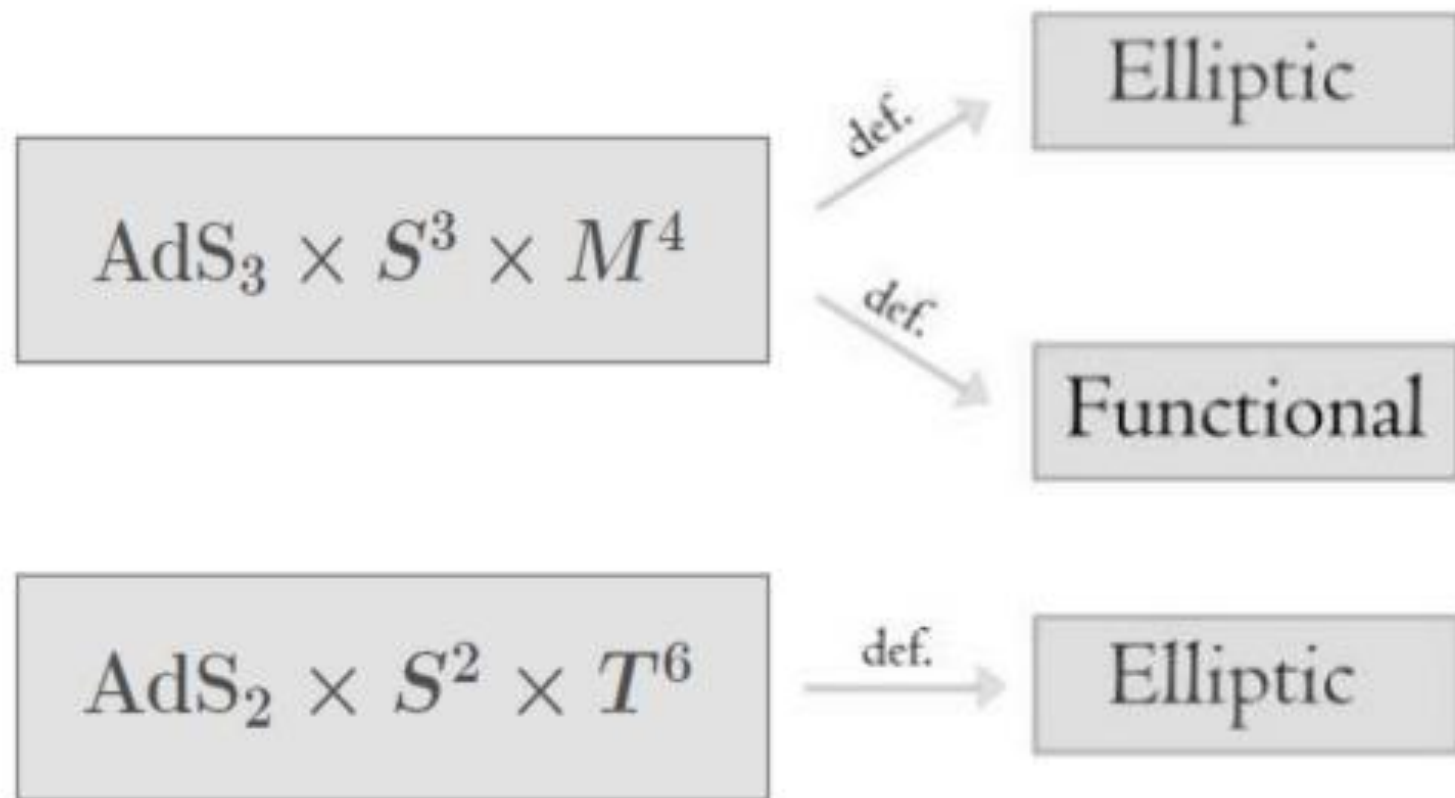 Elliptic
def.
AdS₃ × S³ × M⁴
def.
Functional
AdS₂ × S² × T⁶
def.
Elliptic